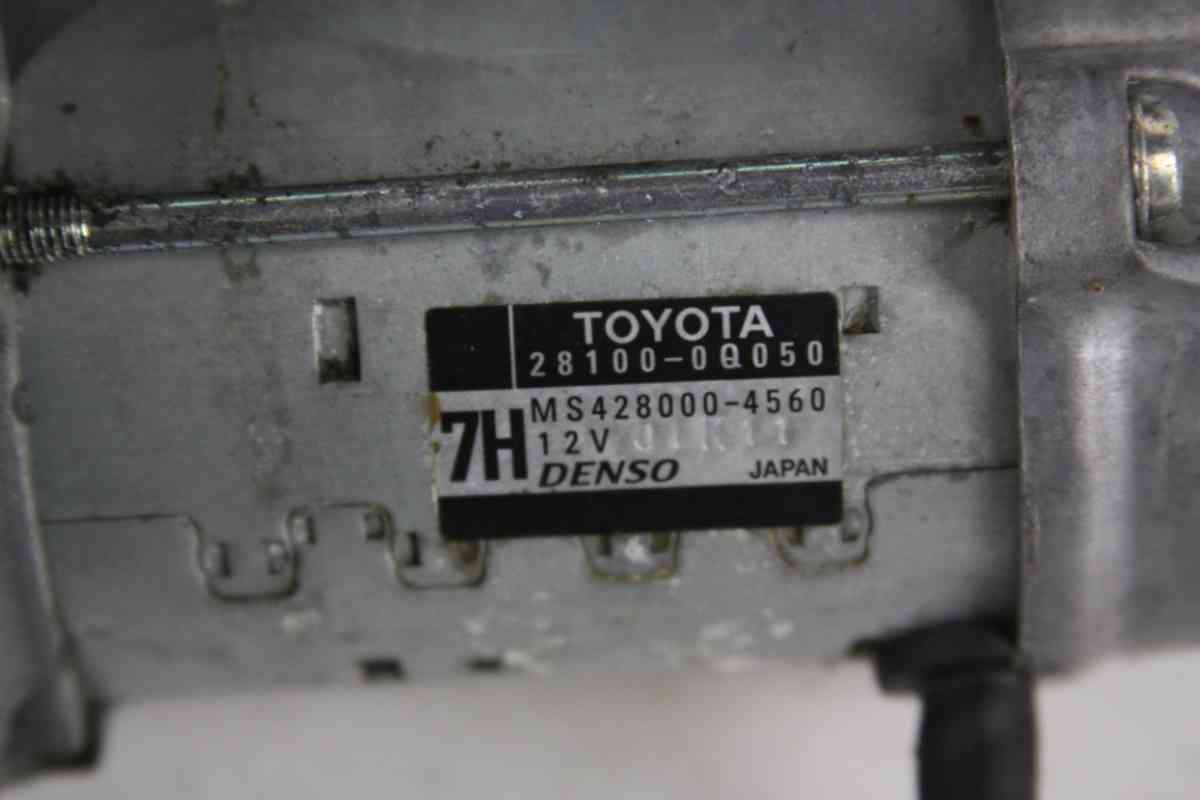 TOYOTA
28100-0Q050
7H
MS428000-4560
12V
DENSO JAPAN